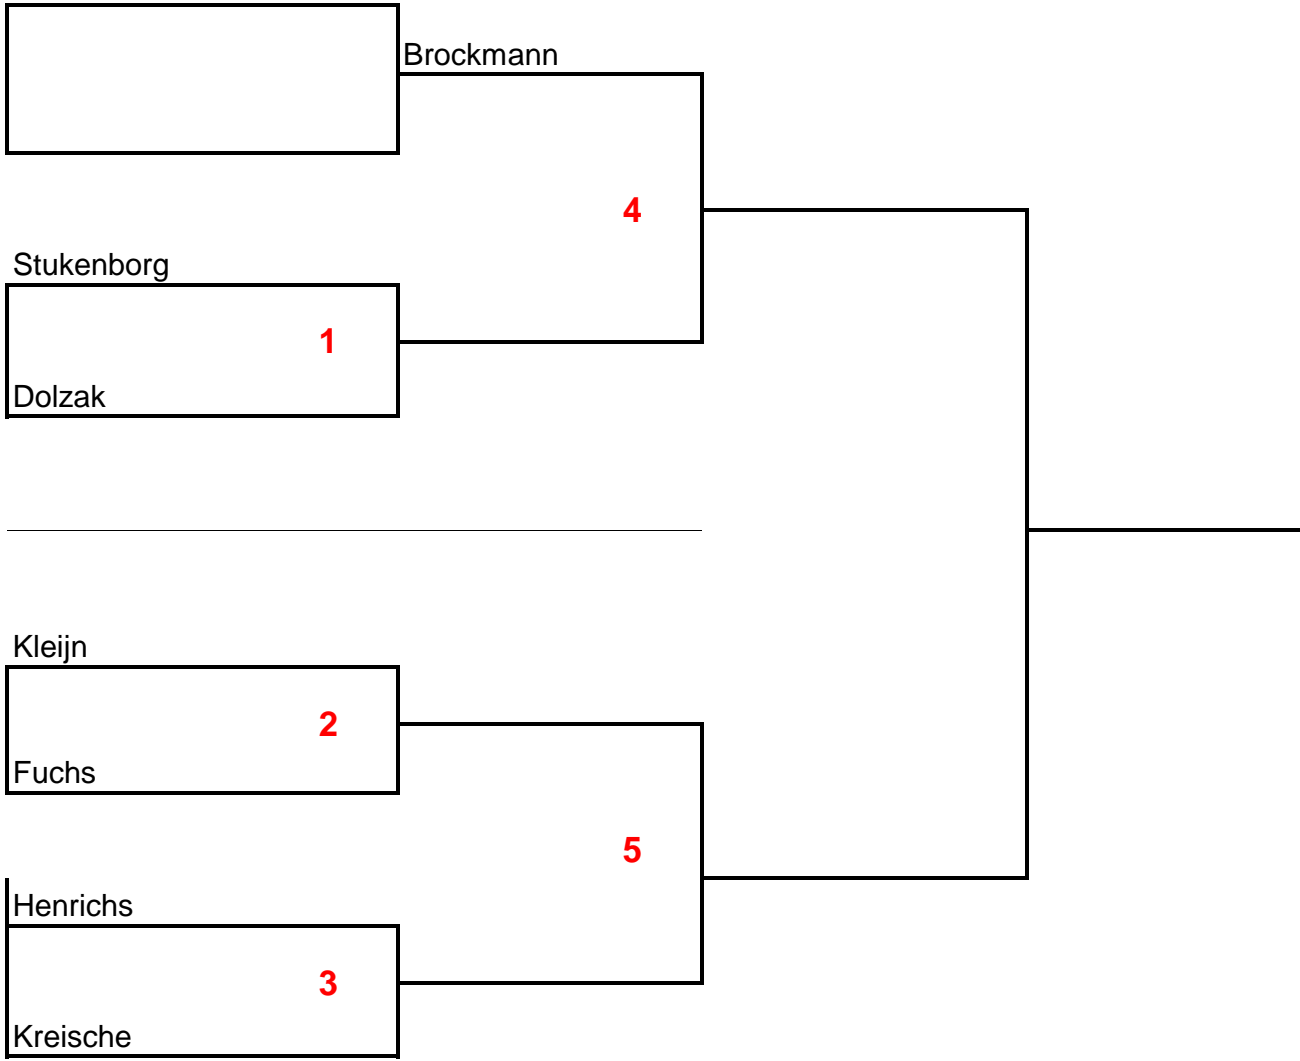 Brockmann
4
Stukenborg
1
Dolzak
Kleijn
2
Fuchs
5
Henrichs
3
Kreische